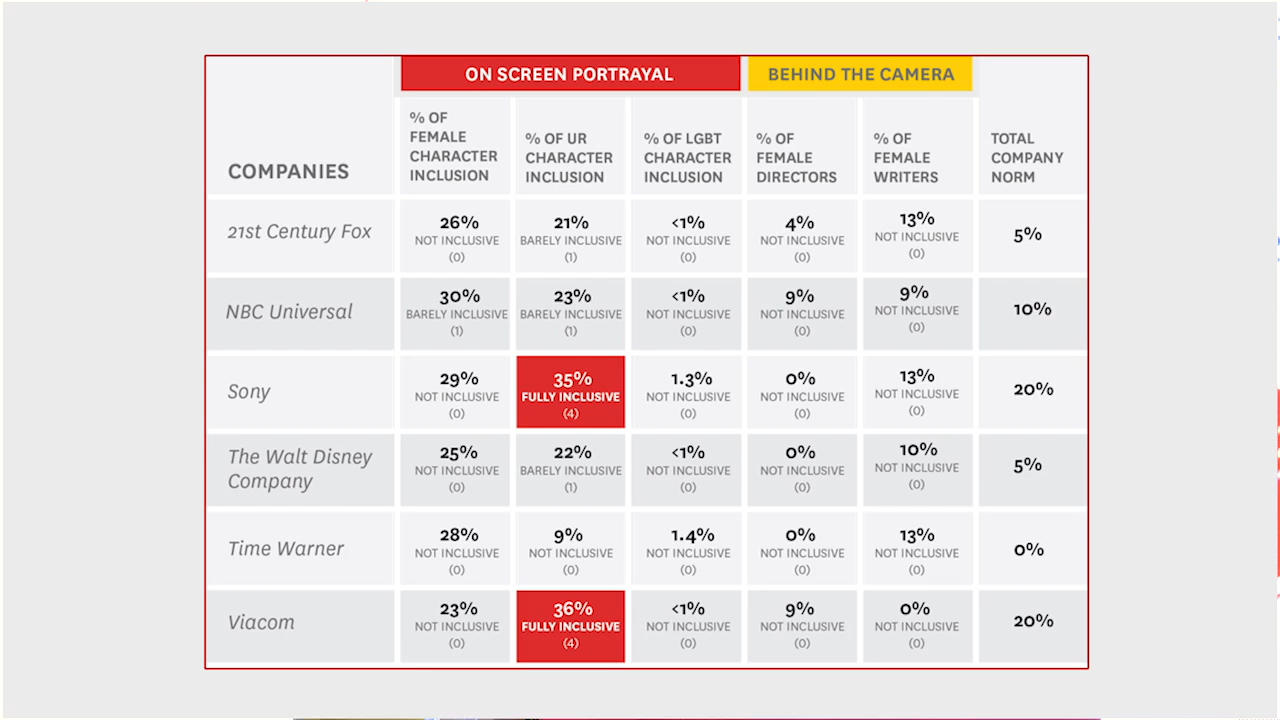 ON SCREEN PORTRAYAL
BEHIND THE CAMERA
COMPANIES
% OF
FEMALE
CHARACTER
INCLUSION
% OF UR
CHARACTER
INCLUSION
% OF LGBT
CHARACTER
INCLUSION
% OF
FEMALE
DIRECTORS
% OF
FEMALE
WRITERS
TOTAL
COMPANY
NORM
21st Century Fox
26%
NOT INCLUSIVE
(0)
21%
BARELY INCLUSIVE
(1)
<1%
NOT INCLUSIVE
(0)
4%
NOT INCLUSIVE
(0)
13%
NOT INCLUSIVE
(0)
5%
NBC Universal
30%
BARELY INCLUSIVE
(1)
23%
BARELY INCLUSIVE
(1)
<1%
NOT INCLUSIVE
(0)
9%
NOT INCLUSIVE
(0)
9%
NOT INCLUSIVE
(0)
10%
Sony
29%
NOT INCLUSIVE
(0)
35%
FULLY INCLUSIVE
(4)
1.3%
NOT INCLUSIVE
(0)
0%
NOT INCLUSIVE
(0)
13%
NOT INCLUSIVE
(0)
20%
The Walt Disney
Company
25%
NOT INCLUSIVE
(0)
22%
BARELY INCLUSIVE
(1)
<1%
NOT INCLUSIVE
(0)
0%
NOT INCLUSIVE
(0)
10%
NOT INCLUSIVE
(0)
5%
Time Warner
28%
NOT INCLUSIVE
(0)
9%
NOT INCLUSIVE
(0)
1.4%
NOT INCLUSIVE
(0)
0%
NOT INCLUSIVE
(0)
13%
NOT INCLUSIVE
(0)
0%
Viacom
23%
NOT INCLUSIVE
(0)
36%
FULLY INCLUSIVE
(4)
<1%
NOT INCLUSIVE
(0)
9%
NOT INCLUSIVE
(0)
0%
NOT INCLUSIVE
(0)
20%